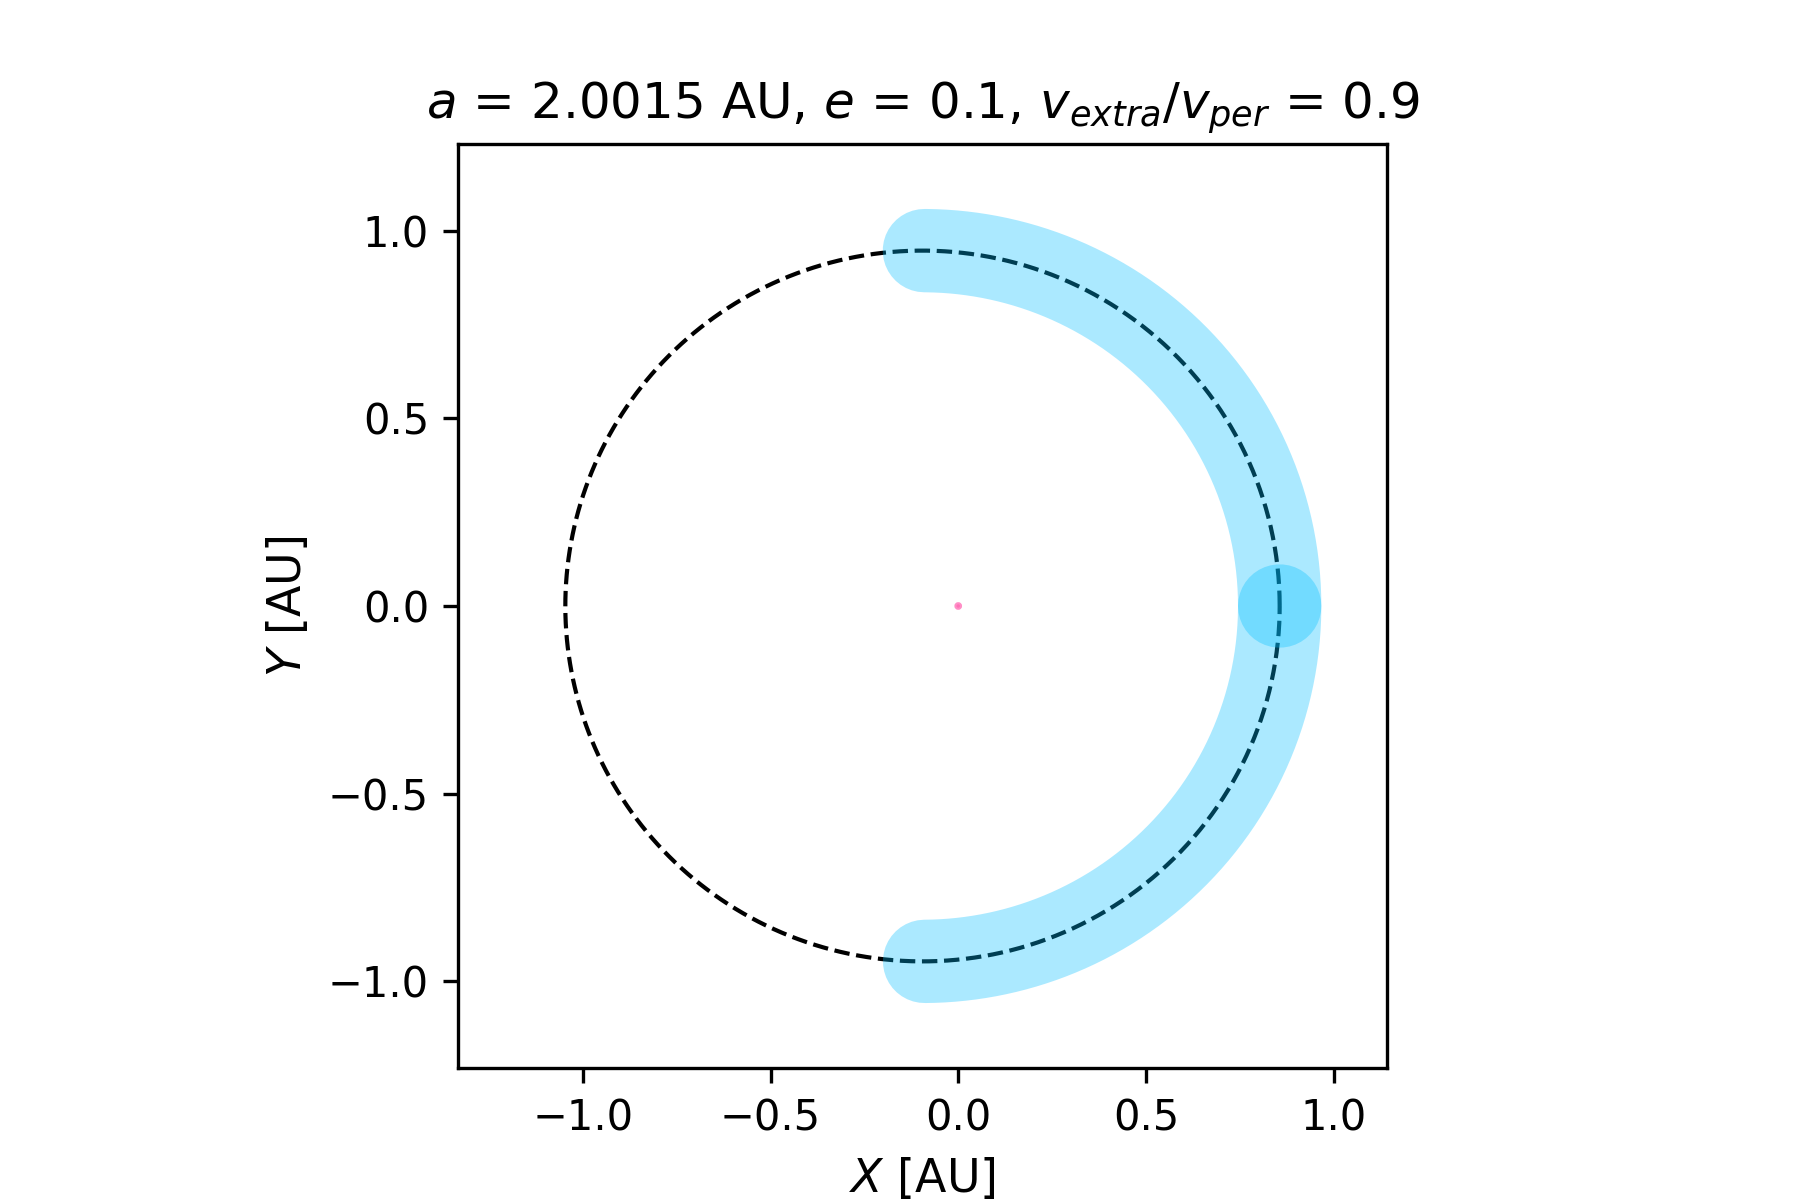 a = 2.0015 AU, e = 0.1, v_extra/v_per = 0.9
1.0
0.5
0.0
−0.5
−1.0
Y [AU]
−1.0 −0.5 0.0 0.5 1.0
X [AU]